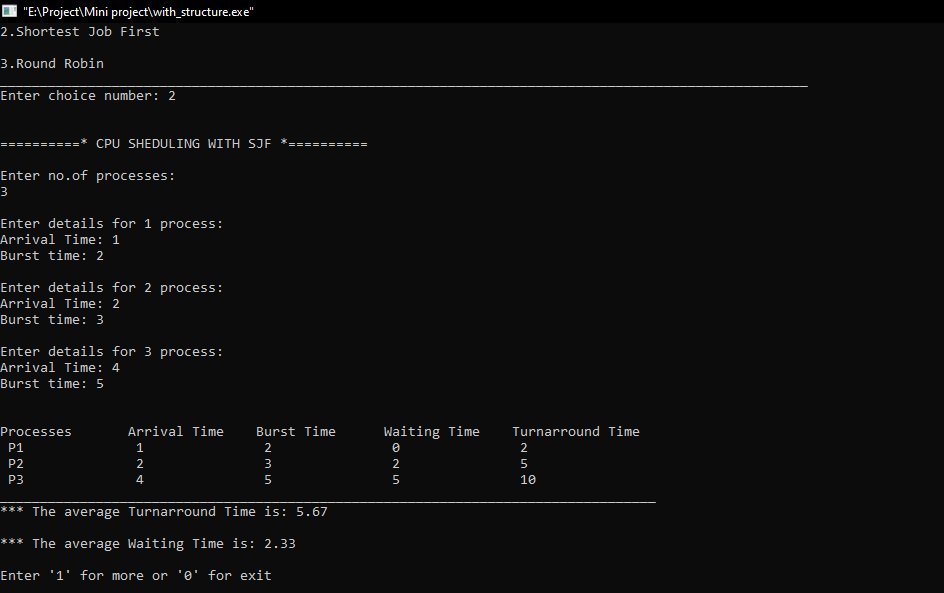 "E:\Project\Mini project\with_structure.exe"
2.Shortest Job First
3.Round Robin
Enter choice number: 2
==========* CPU SHEDULING WITH SJF *==========
Enter no.of processes:
3
Enter details for 1 process:
Arrival Time: 1
Burst time: 2
Enter details for 2 process:
Arrival Time: 2
Burst time: 3
Enter details for 3 process:
Arrival Time: 4
Burst time: 5
Processes Arrival Time Burst Time Waiting Time Turnarround Time
P1 1 2 0 2
P2 2 3 2 5
P3 4 5 5 10
*** The average Turnarround Time is: 5.67
*** The average Waiting Time is: 2.33
Enter '1' for more or '0' for exit